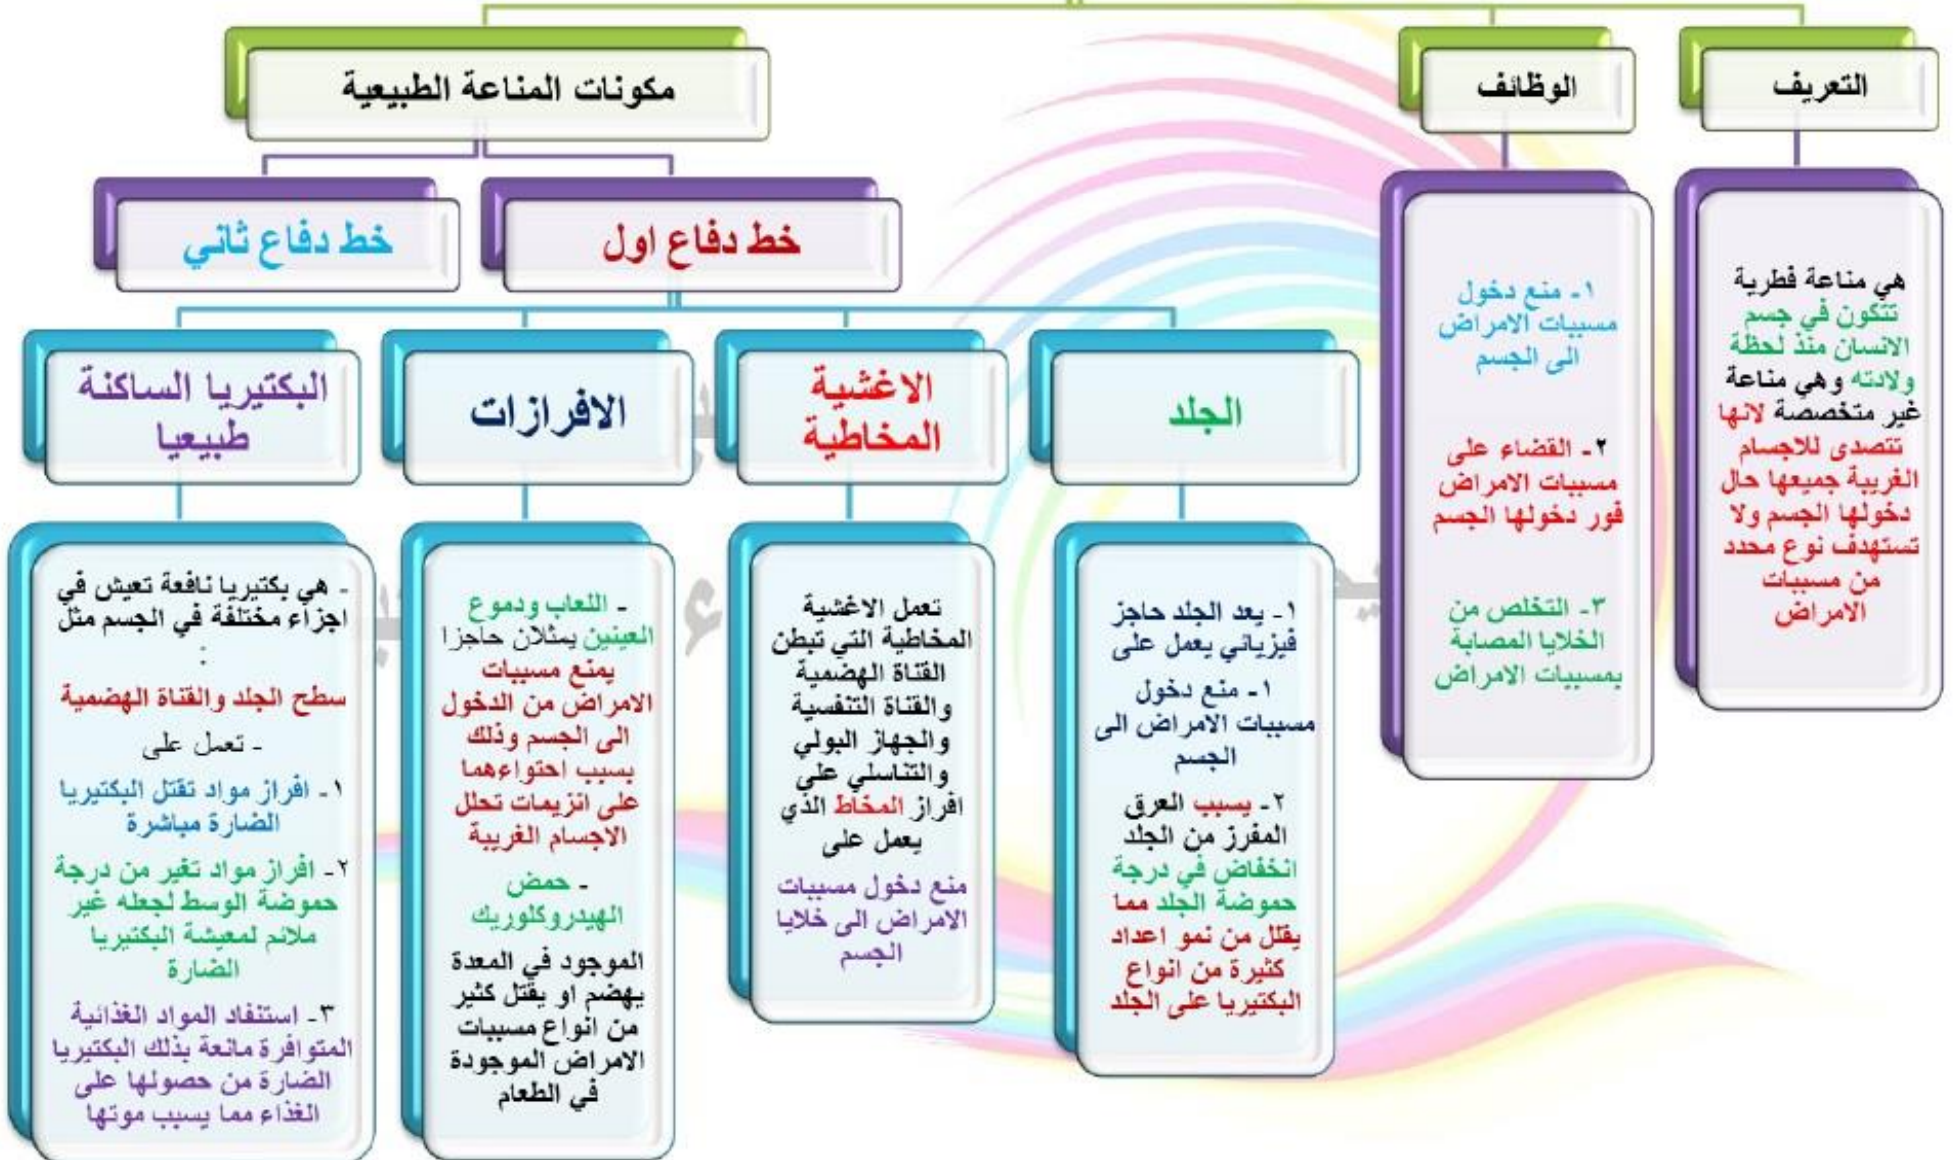 التعريف
هي مناعة فطرية
تتكون في جسم
الانسان منذ لحظة
ولادته وهي مناعة
غير متخصصة لانها
تتصدى للاجسام
الغريبة جميعها حال
دخولها الجسم ولا
تستهدف نوع محدد
من مسببات
الامراض
الوظائف
١- منع دخول
مسببات الامراض
الى الجسم
٢- القضاء على
مسببات الامراض
فور دخولها الجسم
٣- التخلص من
الخلايا المصابة
بمسببات الامراض
مكونات المناعة الطبيعية
خط دفاع اول
خط دفاع ثاني
الجلد
١- يعد الجلد حاجز
فيزيائي يعمل على
١- منع دخول
مسببات الامراض الى
الجسم
٢- يسبب العرق
المفرز من الجلد
انخفاض في درجة
حموضة الجلد مما
يقلل من نمو اعداد
كثيرة من انواع
البكتيريا على الجلد
الاغشية
المخاطية
تعمل الاغشية
المخاطية التي تبطن
القناة الهضمية
والقناة التنفسية
والجهاز البولي
والتناسلي على
افراز المخاط الذي
يعمل على
منع دخول مسببات
الامراض الى خلايا
الجسم
الافرازات
- اللعاب ودموع
العينين يمثلان حاجزا
يمنع مسببات
الامراض من الدخول
الى الجسم وذلك
بسبب احتواءهما
على انزيمات تحلل
الاجسام الغريبة
- حمض
الهيدروكلوريك
الموجود في المعدة
يهضم او يقتل كثير
من انواع مسببات
الامراض الموجودة
في الطعام
البكتيريا الساكنة
طبيعيا
- هي بكتيريا نافعة تعيش في
اجزاء مختلفة في الجسم مثل
:
سطح الجلد والقناة الهضمية
- تعمل على
١- افراز مواد تقتل البكتيريا
الضارة مباشرة
٢- افراز مواد تغير من درجة
حموضة الوسط لجعله غير
ملائم لمعيشة البكتيريا
الضارة
٣- استنفاد المواد الغذائية
المتوافرة مانعة بذلك البكتيريا
الضارة من حصولها على
الغذاء مما يسبب موتها